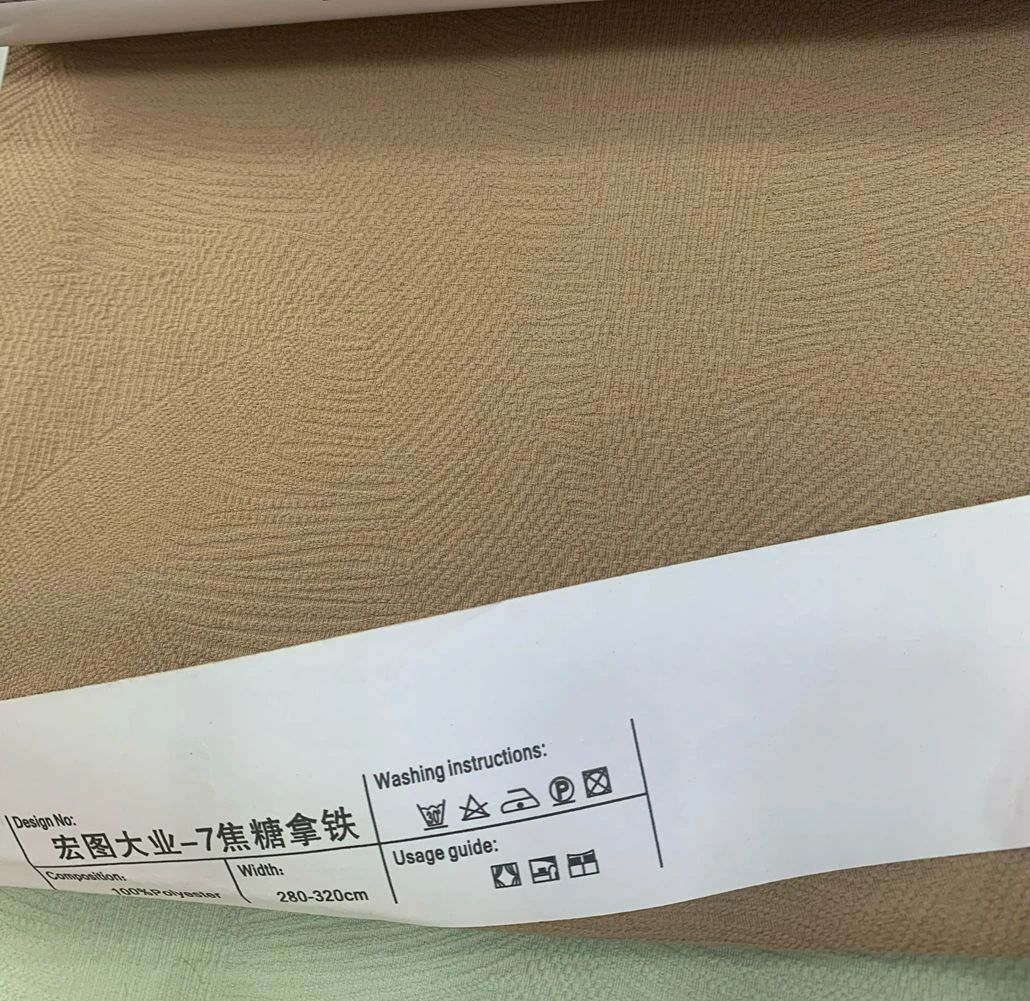 Design No:
宏图大业-7焦糖拿铁
Composition:
100%Polyester
Width:
280-320cm
Washing instructions:
30°
P
Usage guide: